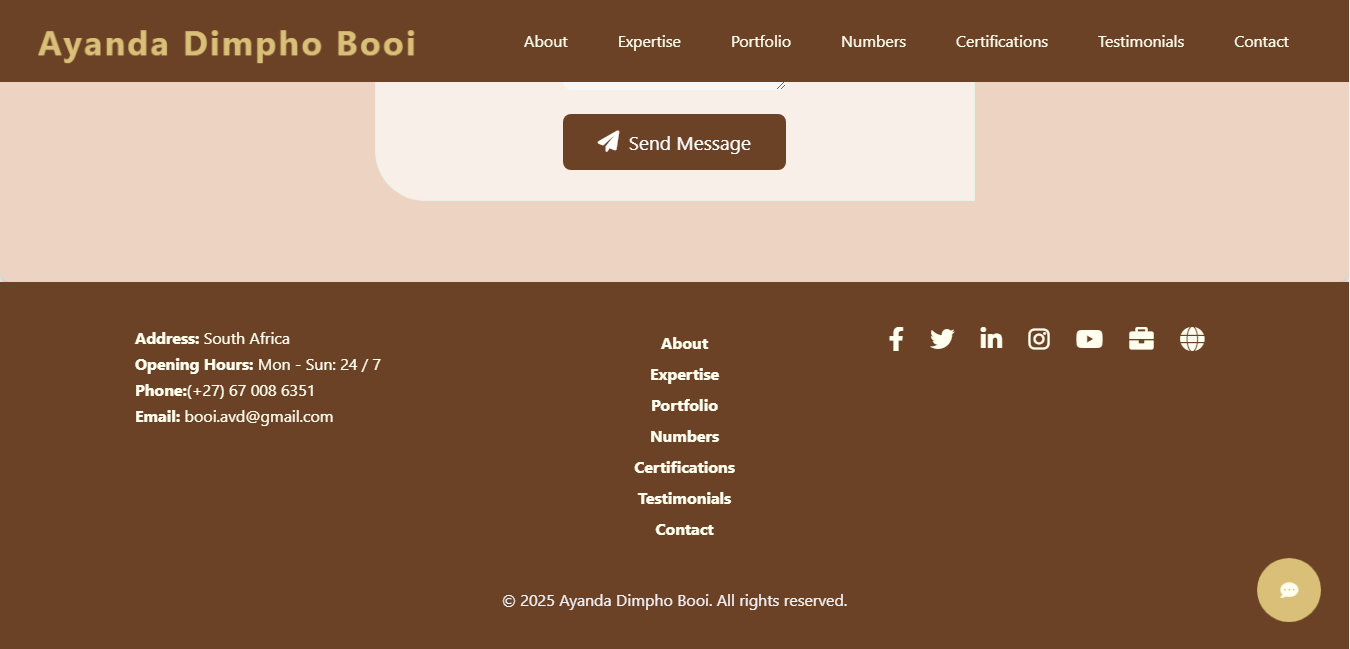 Ayanda Dimpho Booi
About Expertise Portfolio Numbers Certifications Testimonials Contact
Send Message
Address: South Africa
Opening Hours: Mon - Sun: 24 / 7
Phone:(+27) 67 008 6351
Email: booi.avd@gmail.com
About
Expertise
Portfolio
Numbers
Certifications
Testimonials
Contact
© 2025 Ayanda Dimpho Booi. All rights reserved.